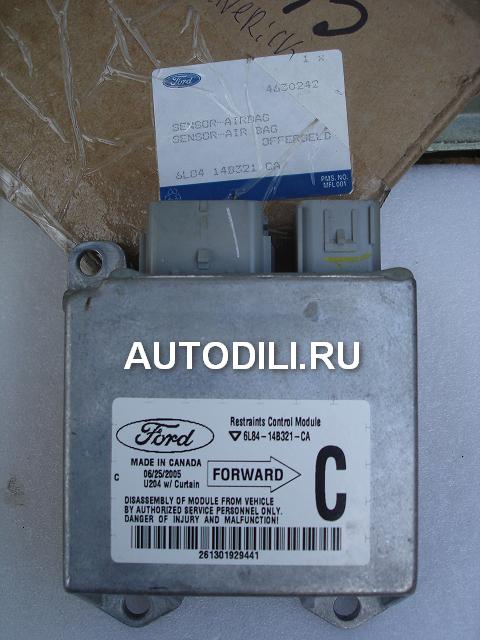 Ford
1 X
4630242
SENSOR-AIRBAG
SENSOR-AIR BAG
OFFERGELD
6L84 14B321 CA
PMS. NO.
MFL001
AUTODILI.RU
Ford
Restraints Control Module
6L84-14B321-CA
MADE IN CANADA
06/25/2005
C
U204 w/ Curtain
FORWARD
C
DISASSEMBLY OF MODULE FROM VEHICLE
BY AUTHORIZED SERVICE PERSONNEL ONLY.
DANGER OF INJURY AND MALFUNCTION!
261301929441